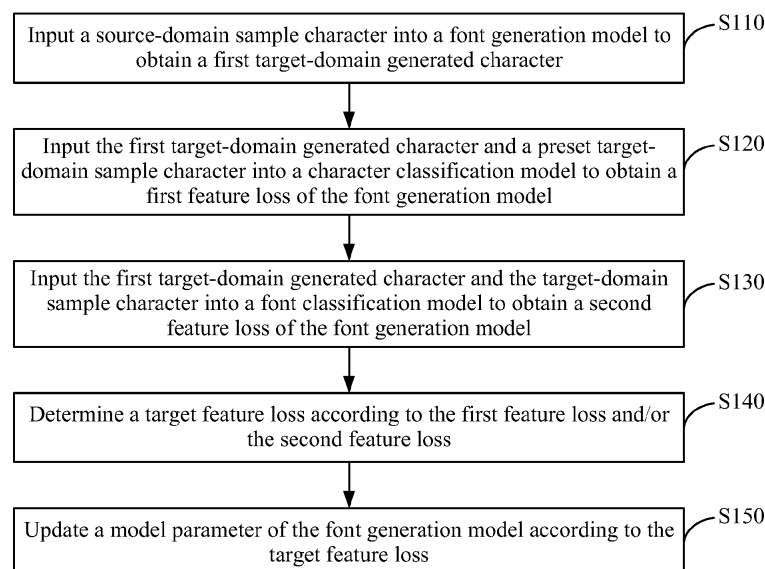 Input a source-domain sample character into a font generation model to
obtain a first target-domain generated character
S110
Input the first target-domain generated character and a preset target-
domain sample character into a character classification model to obtain a
first feature loss of the font generation model
S120
Input the first target-domain generated character and the target-domain
sample character into a font classification model to obtain a second
feature loss of the font generation model
S130
Determine a target feature loss according to the first feature loss and/or
the second feature loss
S140
Update a model parameter of the font generation model according to the
target feature loss
S150